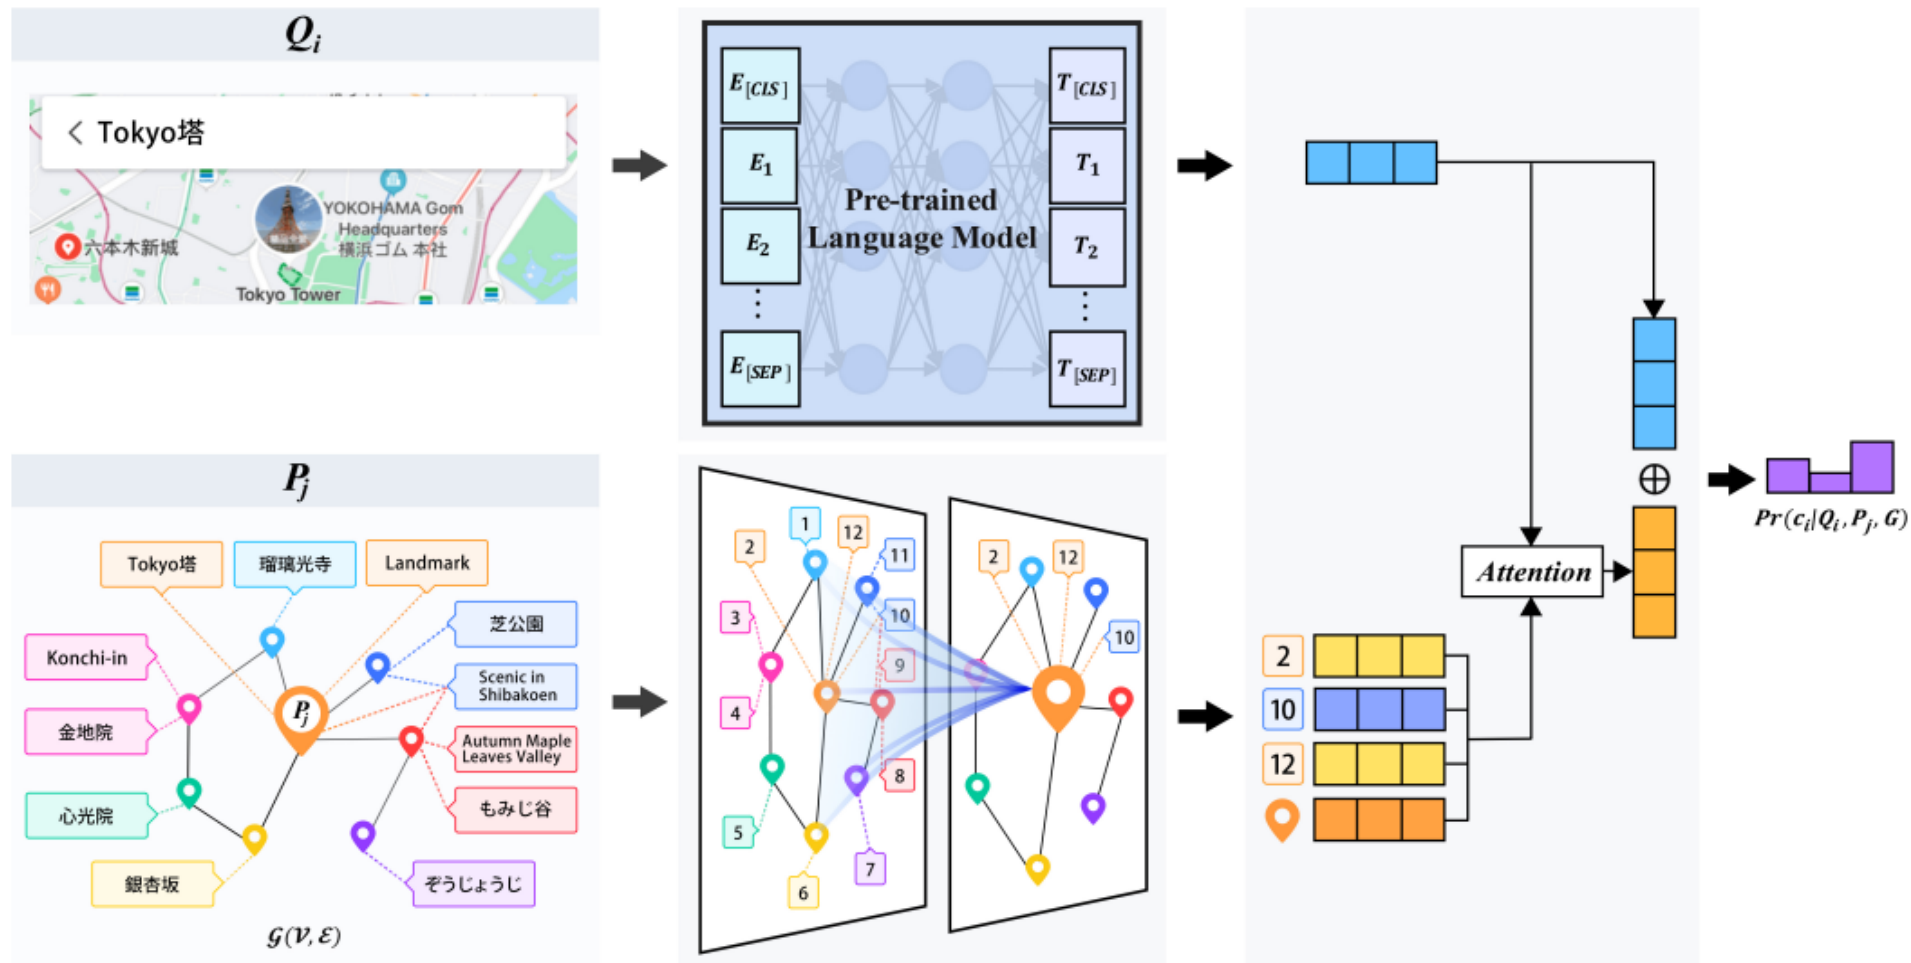 Q_i
Tokyo塔
YOKOHAMA Gom
Headquarters
横浜ゴム 本社
六本木新城
Tokyo Tower
E[CLS]
E1
E2
⋮
E[SEP]
Pre-trained
Language Model
T[CLS]
T1
T2
⋮
T[SEP]
P_j
Tokyo塔
瑠璃光寺
Landmark
芝公園
Konchi-in
Scenic in
Shibakoen
金地院
P_j
Autumn Maple
Leaves Valley
心光院
もみじ谷
銀杏坂
ぞうじょうじ
G(V, E)
1
2
12
11
3
10
9
4
8
5
7
6
2
12
10
Attention
2
10
12
⊕
Pr(c_i|Q_i, P_j, G)